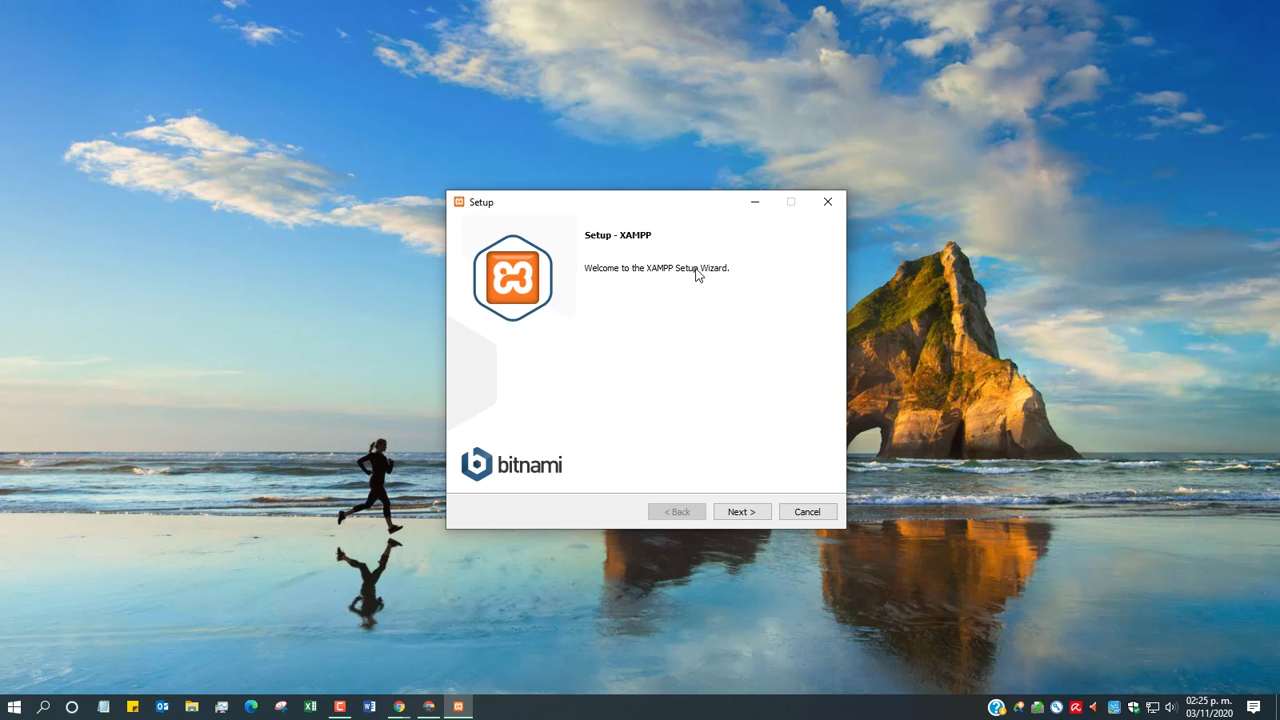 Setup
Setup - XAMPP
Welcome to the XAMPP Setup Wizard.
bitnami
< Back
Next >
Cancel
02:25 p. m.
03/11/2020